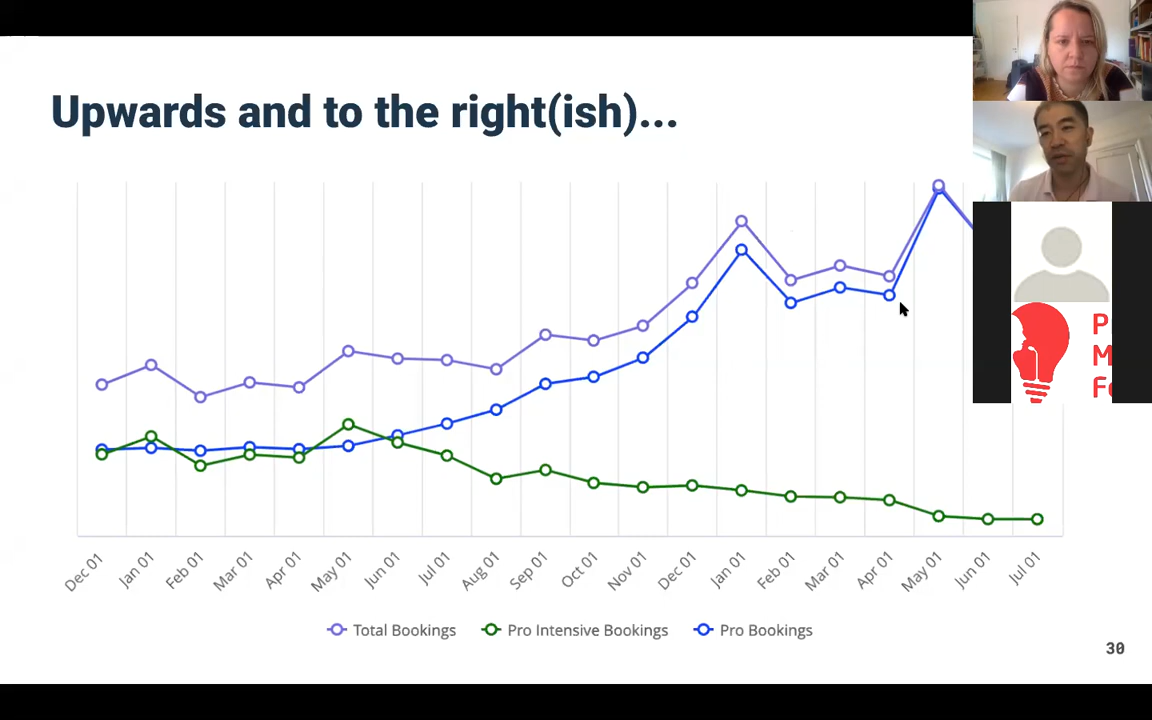 Upwards and to the right(ish)...
P
M
F
Dec 01
Jan 01
Feb 01
Mar 01
Apr 01
May 01
Jun 01
Jul 01
Aug 01
Sep 01
Oct 01
Nov 01
Dec 01
Jan 01
Feb 01
Mar 01
Apr 01
May 01
Jun 01
Jul 01
Total Bookings
Pro Intensive Bookings
Pro Bookings
30